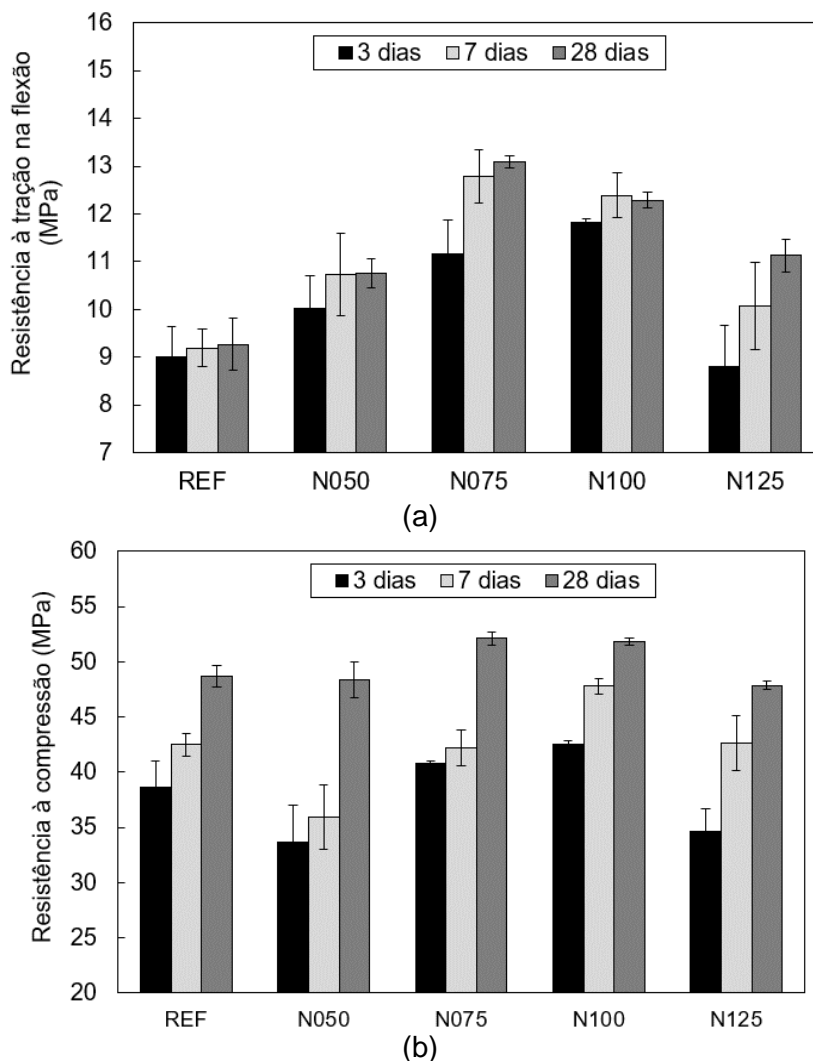 16
15
14
13
12
11
10
9
8
7
Resistência à tração na flexão
(MPa)
3 dias 7 dias 28 dias
REF N050 N075 N100 N125
(a)
60
55
50
45
40
35
30
25
20
Resistência à compressão (MPa)
3 dias 7 dias 28 dias
REF N050 N075 N100 N125
(b)